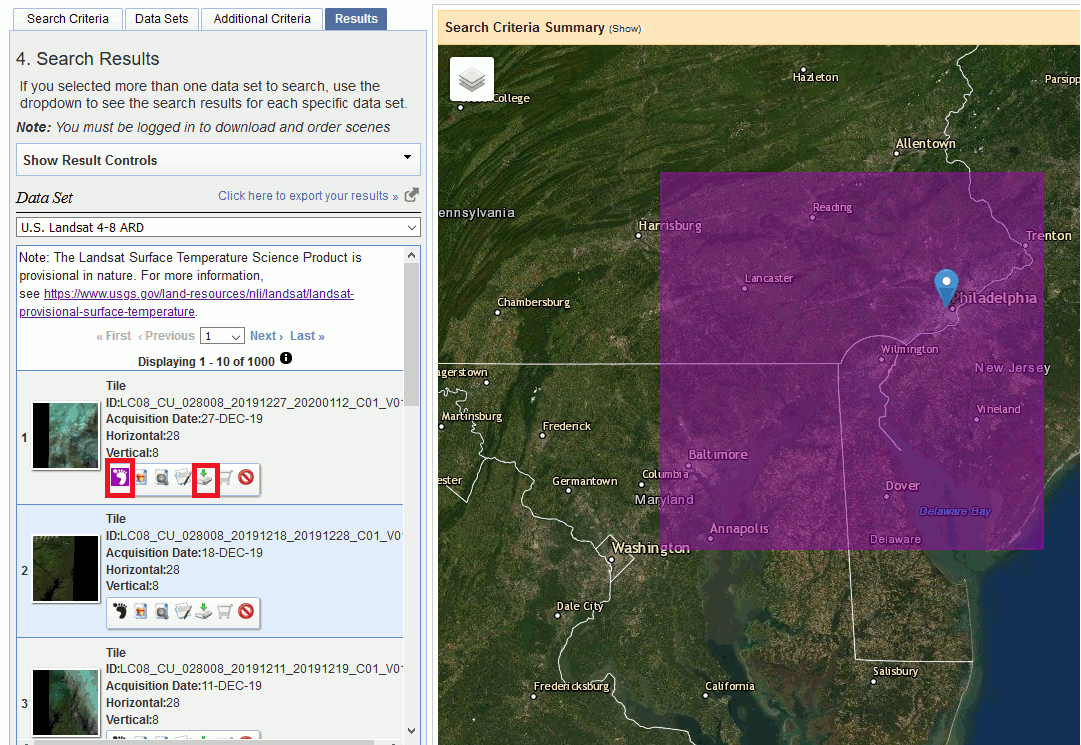 Search Criteria
Data Sets
Additional Criteria
Results
4. Search Results
If you selected more than one data set to search, use the
dropdown to see the search results for each specific data set.
Note: You must be logged in to download and order scenes
Show Result Controls
Data Set
Click here to export your results »
U.S. Landsat 4-8 ARD
Note: The Landsat Surface Temperature Science Product is
provisional in nature. For more information,
see https://www.usgs.gov/land-resources/nli/landsat/landsat-
provisional-surface-temperature.
« First ‹ Previous 1 Next › Last »
Displaying 1 - 10 of 1000
1
Tile
ID:LC08_CU_028008_20191227_20200112_C01_V01
Acquisition Date:27-DEC-19
Horizontal:28
Vertical:8
2
Tile
ID:LC08_CU_028008_20191218_20191228_C01_V01
Acquisition Date:18-DEC-19
Horizontal:28
Vertical:8
3
Tile
ID:LC08_CU_028008_20191211_20191219_C01_V01
Acquisition Date:11-DEC-19
Horizontal:28
Vertical:8
Search Criteria Summary (Show)
Hazleton
Parsipp
College
Allentown
Reading
ennsylvania
Harrisburg
Trenton
Lancaster
Chambersburg
Philadelphia
Wilmington
New Jersey
agerstown
Vineland
Martinsburg
Frederick
Baltimore
ester
Germantown
Columbia
Maryland
Dover
Delaware Bay
Annapolis
Delaware
Washington
Dale City
Salisbury
Fredericksburg
California